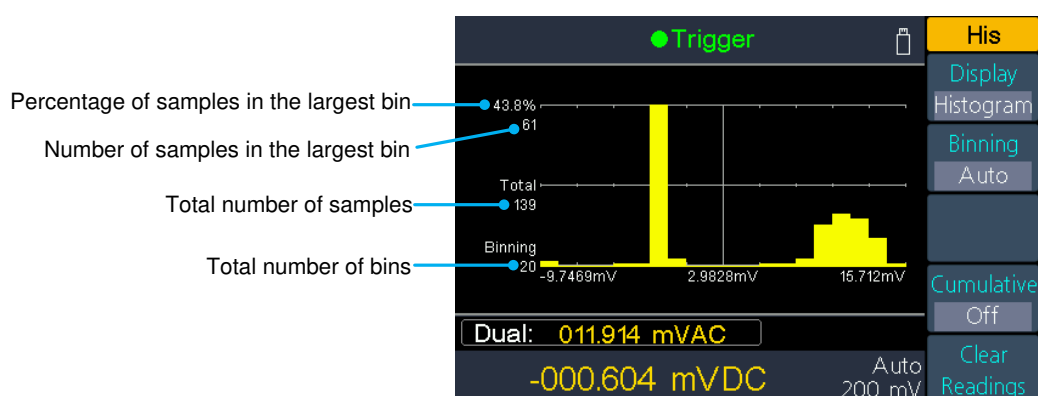 Trigger
His
Display
Histogram
Percentage of samples in the largest bin
43.8%
Number of samples in the largest bin
61
Binning
Auto
Total
Total number of samples
139
Binning
Total number of bins
20
-9.7469mV
2.9828mV
15.712mV
Cumulative
Off
Dual: 011.914 mVAC
Clear
Readings
-000.604 mVDC
Auto
200 mV